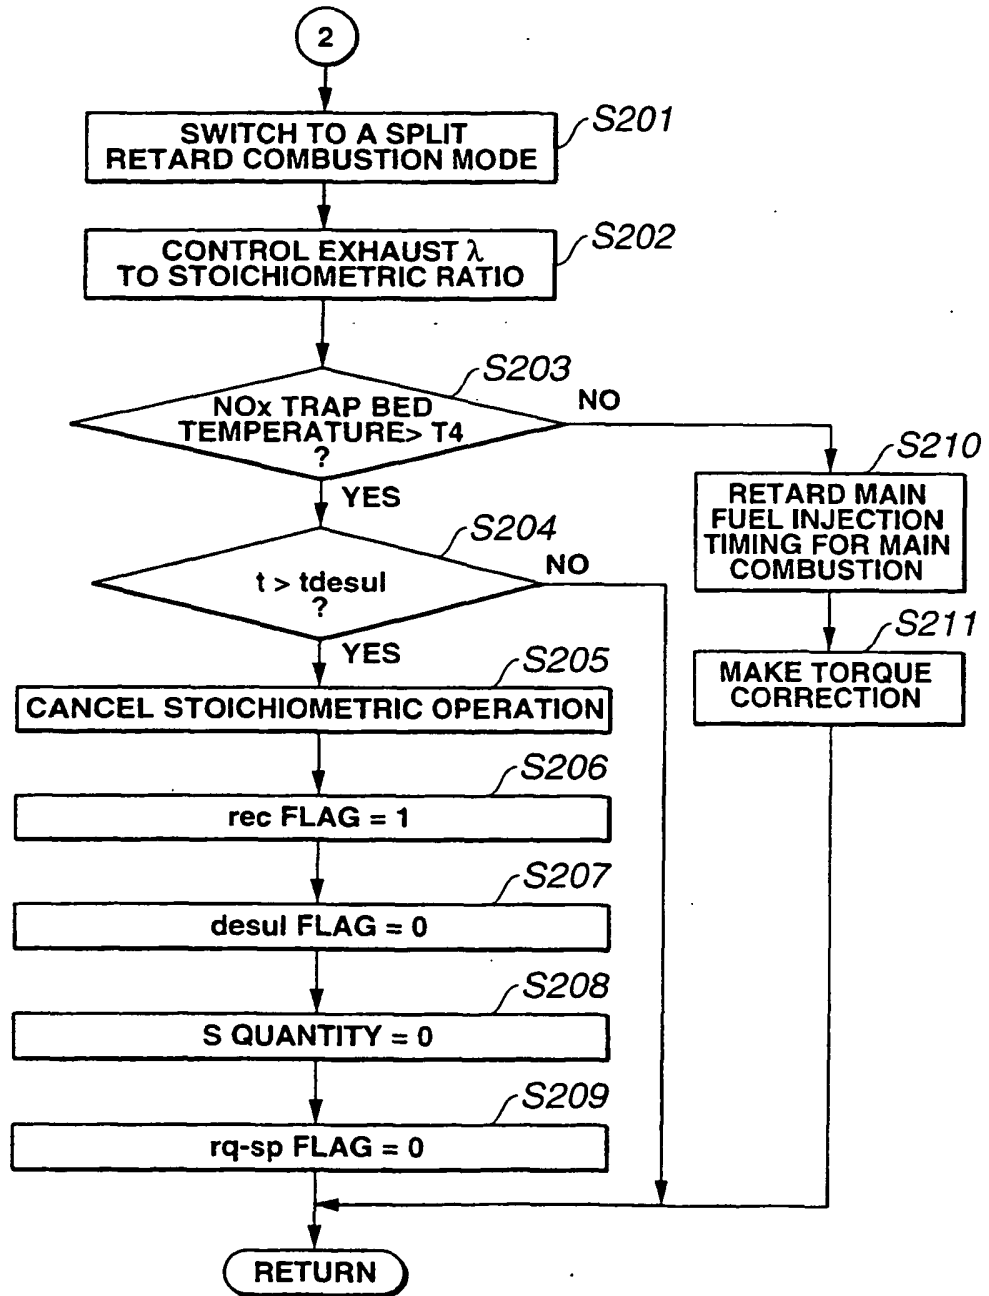 2
SWITCH TO A SPLIT
RETARD COMBUSTION MODE
S201
CONTROL EXHAUST λ
TO STOICHIOMETRIC RATIO
S202
NOx TRAP BED
TEMPERATURE> T4
?
S203
NO
YES
t > tdesul
?
S204
NO
YES
CANCEL STOICHIOMETRIC OPERATION
S205
rec FLAG = 1
S206
desul FLAG = 0
S207
S QUANTITY = 0
S208
rq-sp FLAG = 0
S209
RETARD MAIN
FUEL INJECTION
TIMING FOR MAIN
COMBUSTION
S210
MAKE TORQUE
CORRECTION
S211
RETURN